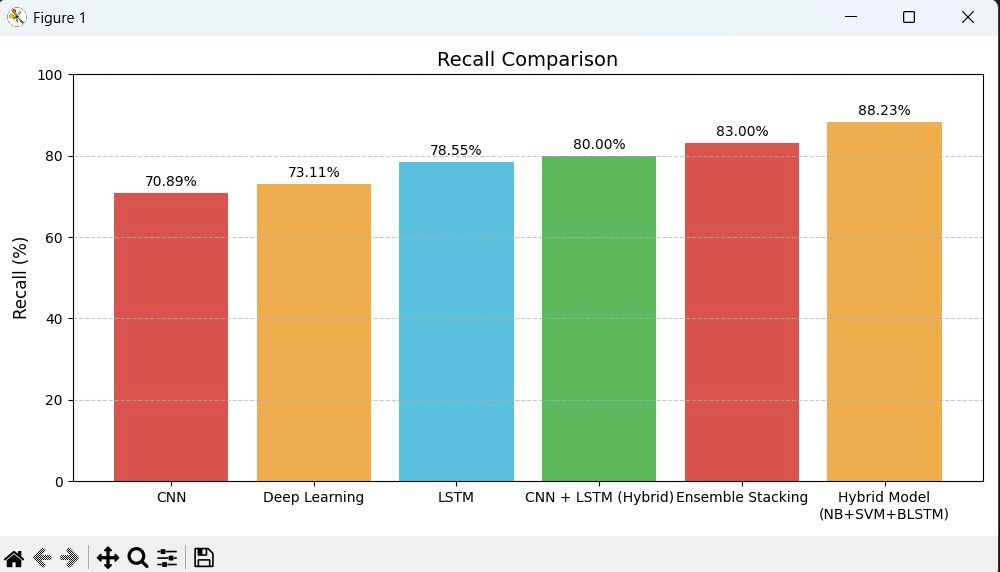 Figure 1
Recall Comparison
Recall (%)
100
80
60
40
20
0
70.89%
73.11%
78.55%
80.00%
83.00%
88.23%
CNN
Deep Learning
LSTM
CNN + LSTM (Hybrid)
Ensemble Stacking
Hybrid Model
(NB+SVM+BLSTM)